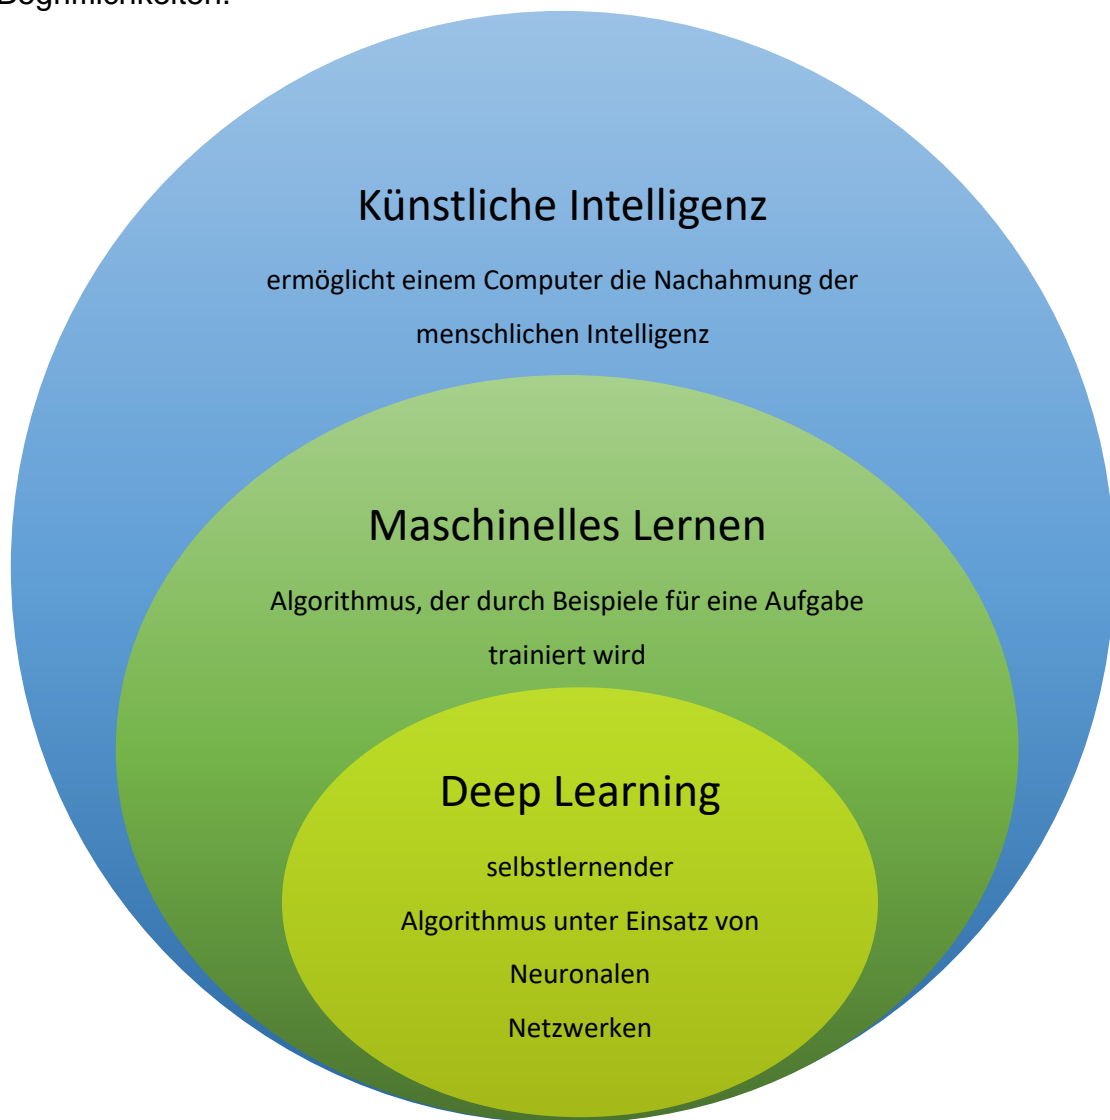 Begrifflichkeiten.
Künstliche Intelligenz
ermöglicht einem Computer die Nachahmung der
menschlichen Intelligenz
Maschinelles Lernen
Algorithmus, der durch Beispiele für eine Aufgabe
trainiert wird
Deep Learning
selbstlernender
Algorithmus unter Einsatz von
Neuronalen
Netzwerken